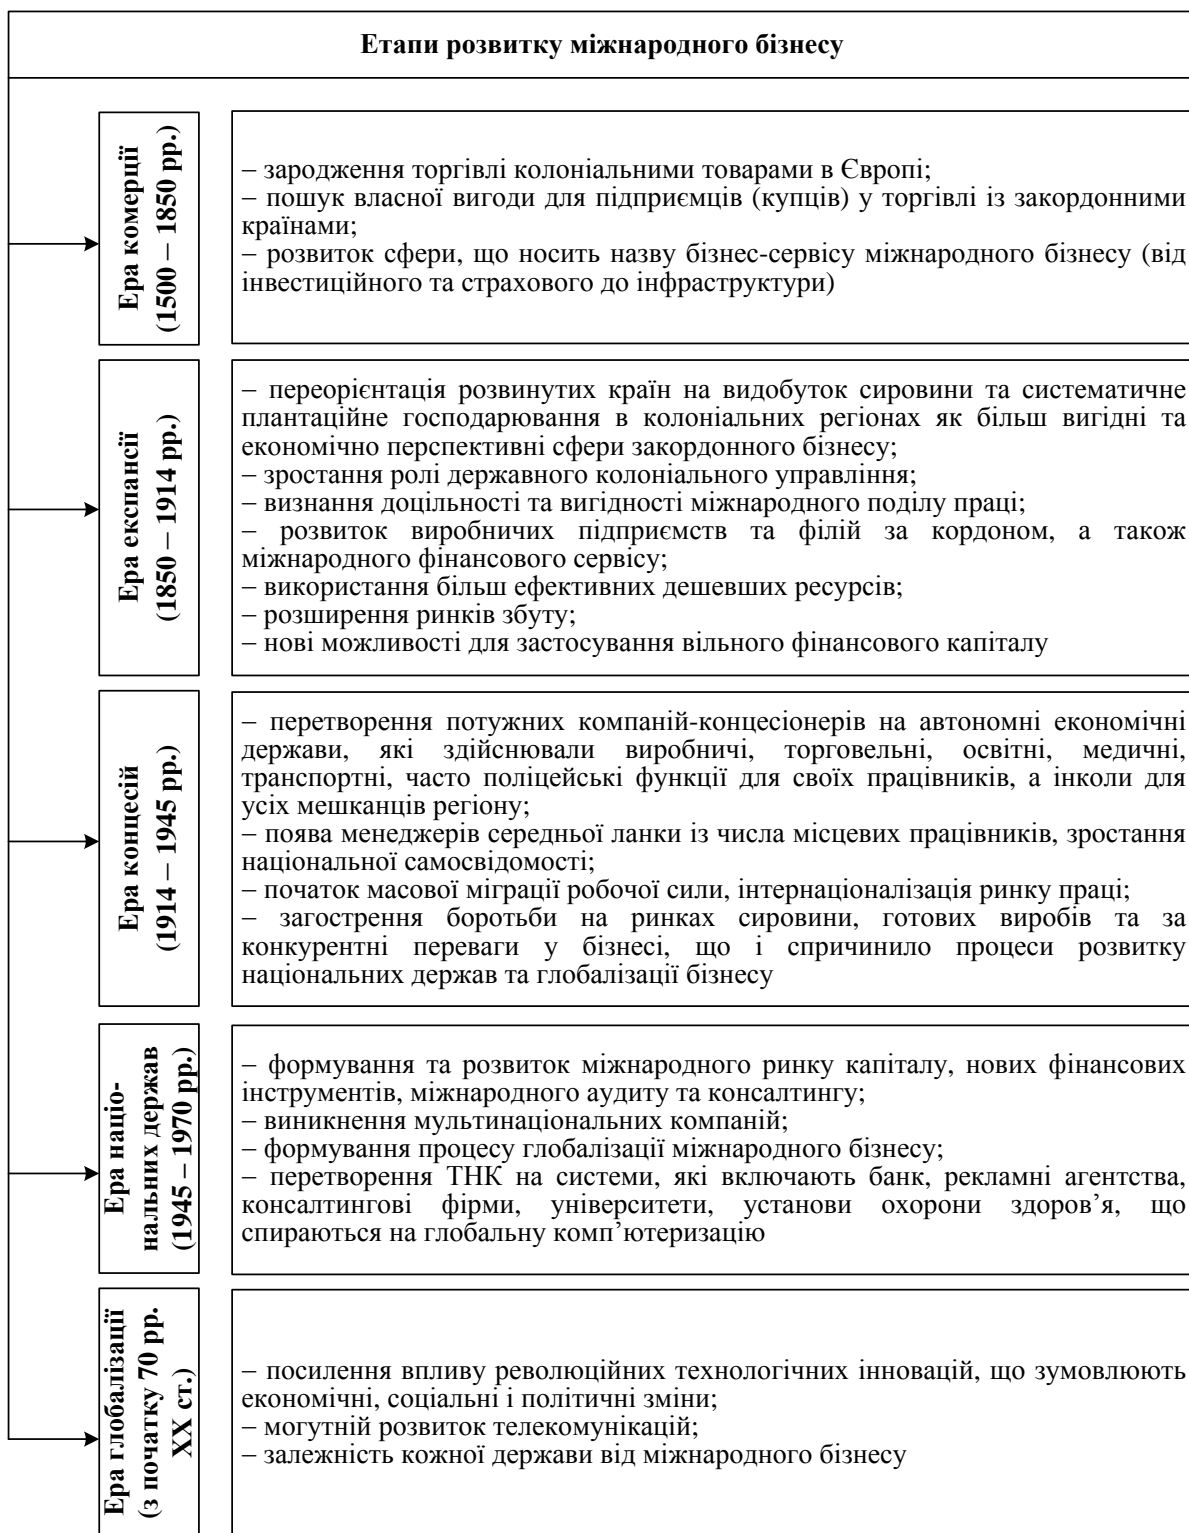 Етапи розвитку міжнародного бізнесу
Ера комерції
(1500 – 1850 рр.)
– зародження торгівлі колоніальними товарами в Європі;
– пошук власної вигоди для підприємців (купців) у торгівлі із закордонними
країнами;
– розвиток сфери, що носить назву бізнес-сервісу міжнародного бізнесу (від
інвестиційного та страхового до інфраструктури)
Ера експансії
(1850 – 1914 рр.)
– переорієнтація розвинутих країн на видобуток сировини та систематичне
плантаційне господарювання в колоніальних регіонах як більш вигідні та
економічно перспективні сфери закордонного бізнесу;
– зростання ролі державного колоніального управління;
– визнання доцільності та вигідності міжнародного поділу праці;
– розвиток виробничих підприємств та філій за кордоном, а також
міжнародного фінансового сервісу;
– використання більш ефективних дешевших ресурсів;
– розширення ринків збуту;
– нові можливості для застосування вільного фінансового капіталу
Ера концесій
(1914 – 1945 рр.)
– перетворення потужних компаній-концесіонерів на автономні економічні
держави, які здійснювали виробничі, торговельні, освітні, медичні,
транспортні, часто поліцейські функції для своїх працівників, а інколи для
усіх мешканців регіону;
– поява менеджерів середньої ланки із числа місцевих працівників, зростання
національної самосвідомості;
– початок масової міграції робочої сили, інтернаціоналізація ринку праці;
– загострення боротьби на ринках сировини, готових виробів та за
конкурентні переваги у бізнесі, що і спричинило процеси розвитку
національних держав та глобалізації бізнесу
Ера націо-
нальних держав
(1945 – 1970 рр.)
– формування та розвиток міжнародного ринку капіталу, нових фінансових
інструментів, міжнародного аудиту та консалтингу;
– виникнення мультинаціональних компаній;
– формування процесу глобалізації міжнародного бізнесу;
– перетворення ТНК на системи, які включають банк, рекламні агентства,
консалтингові фірми, університети, установи охорони здоров’я, що
спираються на глобальну комп’ютеризацію
Ера глобалізації
(з початку 70 рр.
ХХ ст.)
– посилення впливу революційних технологічних інновацій, що зумовлюють
економічні, соціальні і політичні зміни;
– могутній розвиток телекомунікацій;
– залежність кожної держави від міжнародного бізнесу